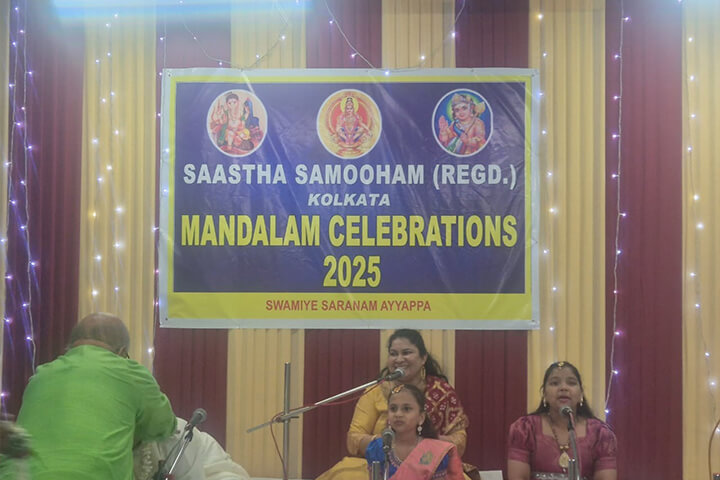 SAASTHA SAMOOHAM (REGD.)
KOLKATA
MANDALAM CELEBRATIONS
2025
SWAMIYE SARANAM AYYAPPA